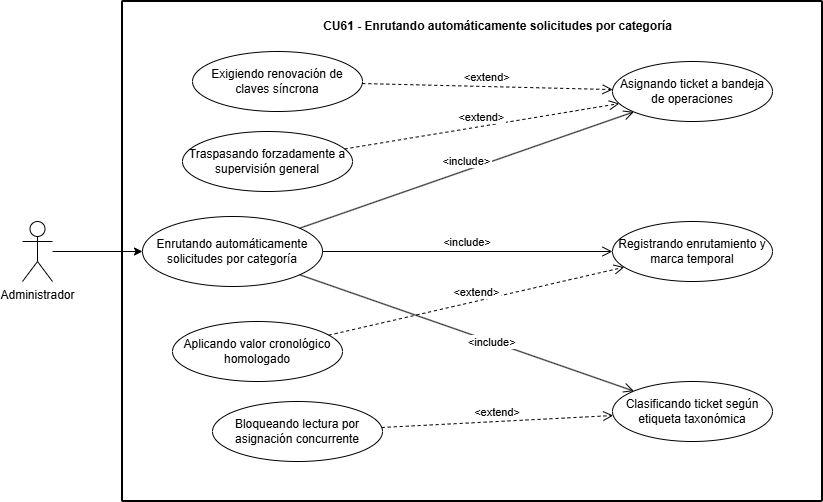 CU61 - Enrutando automáticamente solicitudes por categoría
Exigiendo renovación de
claves síncrona
<extend>
Asignando ticket a bandeja
de operaciones
<extend>
Traspasando forzadamente a
supervisión general
<include>
Administrador
Enrutando automáticamente
solicitudes por categoría
<include>
Registrando enrutamiento y
marca temporal
<extend>
Aplicando valor cronológico
homologado
<include>
Bloqueando lectura por
asignación concurrente
<extend>
Clasificando ticket según
etiqueta taxonómica